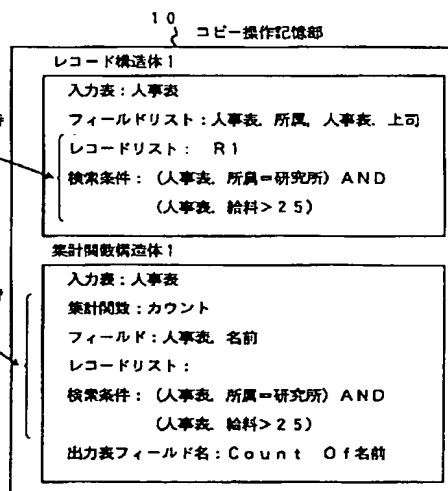 10
コピー操作記憶部
レコード構造体1
入力表：人事表
フィールドリスト：人事表．所属，人事表．上司
レコードリスト： R1
検索条件：（人事表．所属＝研究所）AND
（人事表．給料＞25）
集計関数構造体1
入力表：人事表
集計関数：カウント
フィールド：人事表．名前
レコードリスト：
検索条件：（人事表．所属＝研究所）AND
（人事表．給料＞25）
出力表フィールド名：Count Of名前